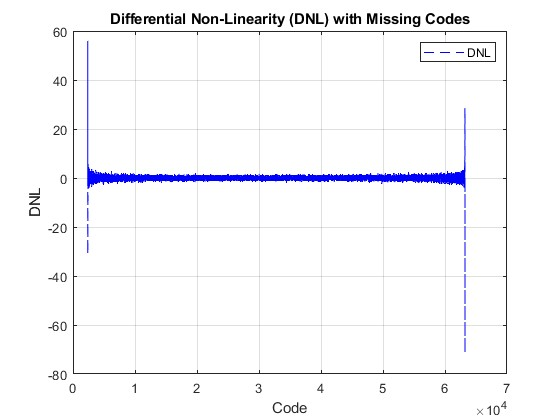 Differential Non-Linearity (DNL) with Missing Codes
DNL
60
40
20
0
-20
-40
-60
-80
DNL
0 1 2 3 4 5 6 7
Code
×10^4